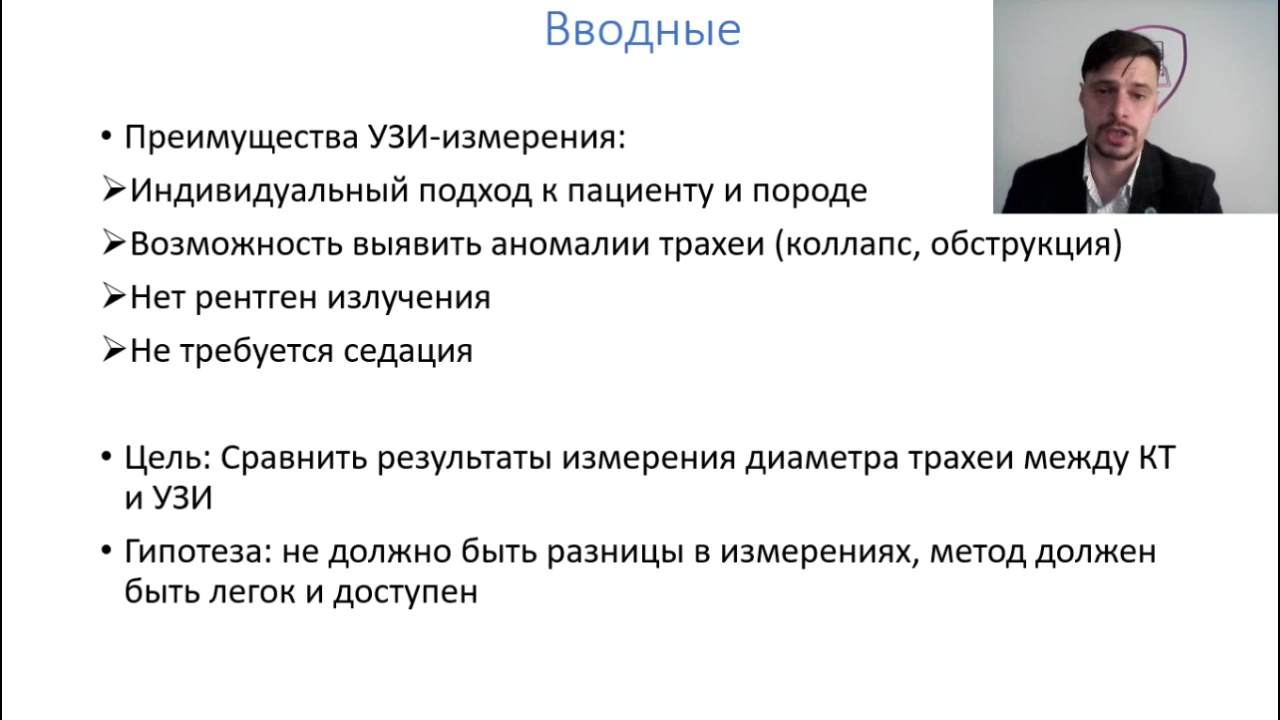 Вводные
• Преимущества УЗИ-измерения:
➢Индивидуальный подход к пациенту и породе
➢Возможность выявить аномалии трахеи (коллапс, обструкция)
➢Нет рентген излучения
➢Не требуется седация
• Цель: Сравнить результаты измерения диаметра трахеи между КТ
и УЗИ
• Гипотеза: не должно быть разницы в измерениях, метод должен
быть легок и доступен